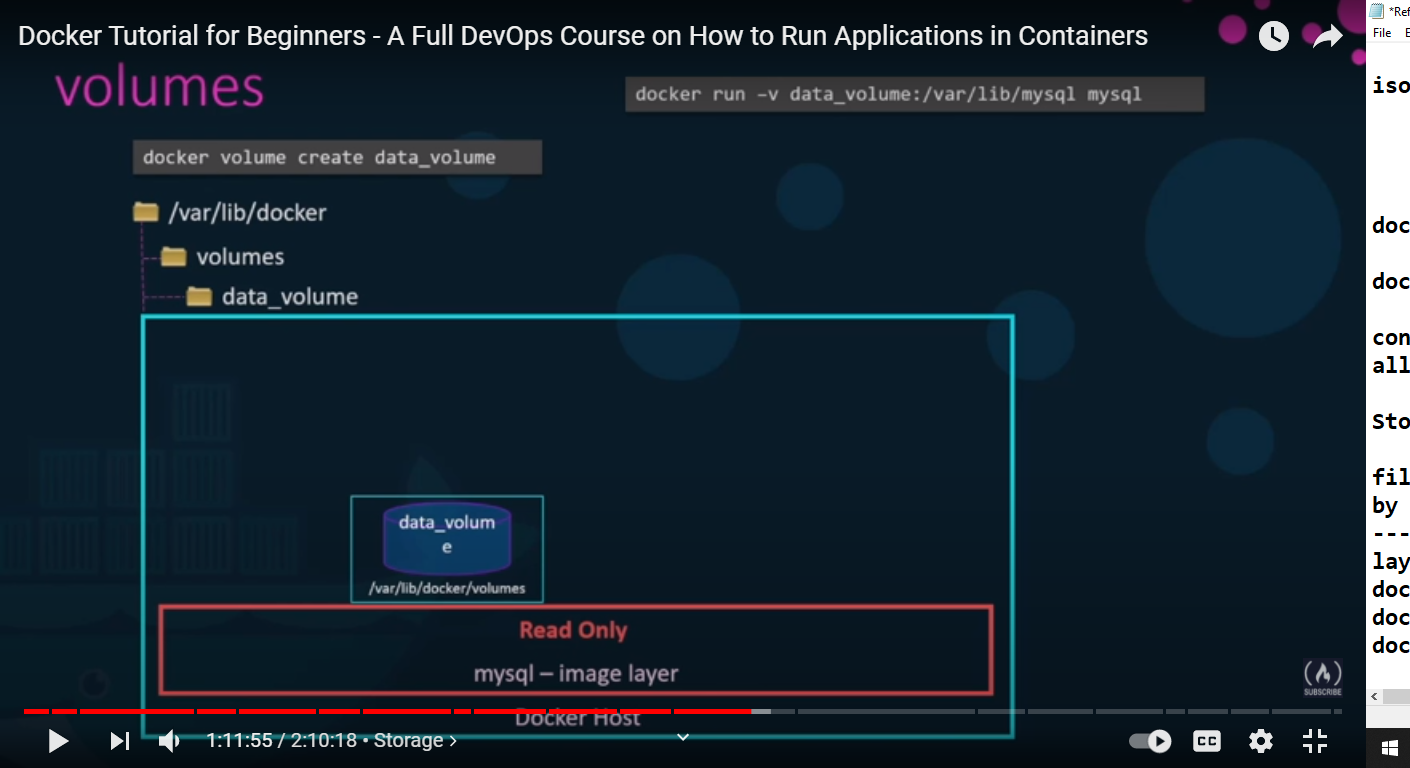 Docker Tutorial for Beginners - A Full DevOps Course on How to Run Applications in Containers
volumes
docker run –v data_volume:/var/lib/mysql mysql
docker volume create data_volume
/var/lib/docker
volumes
data_volume
data_volum
e
/var/lib/docker/volumes
Read Only
mysql – image layer
Docker Host
SUBSCRIBE
1:11:55 / 2:10:18 • Storage ›
CC
*Ref
File E
iso
doc
doc
con
all
Sto
fil
by
---
lay
doc
doc
doc